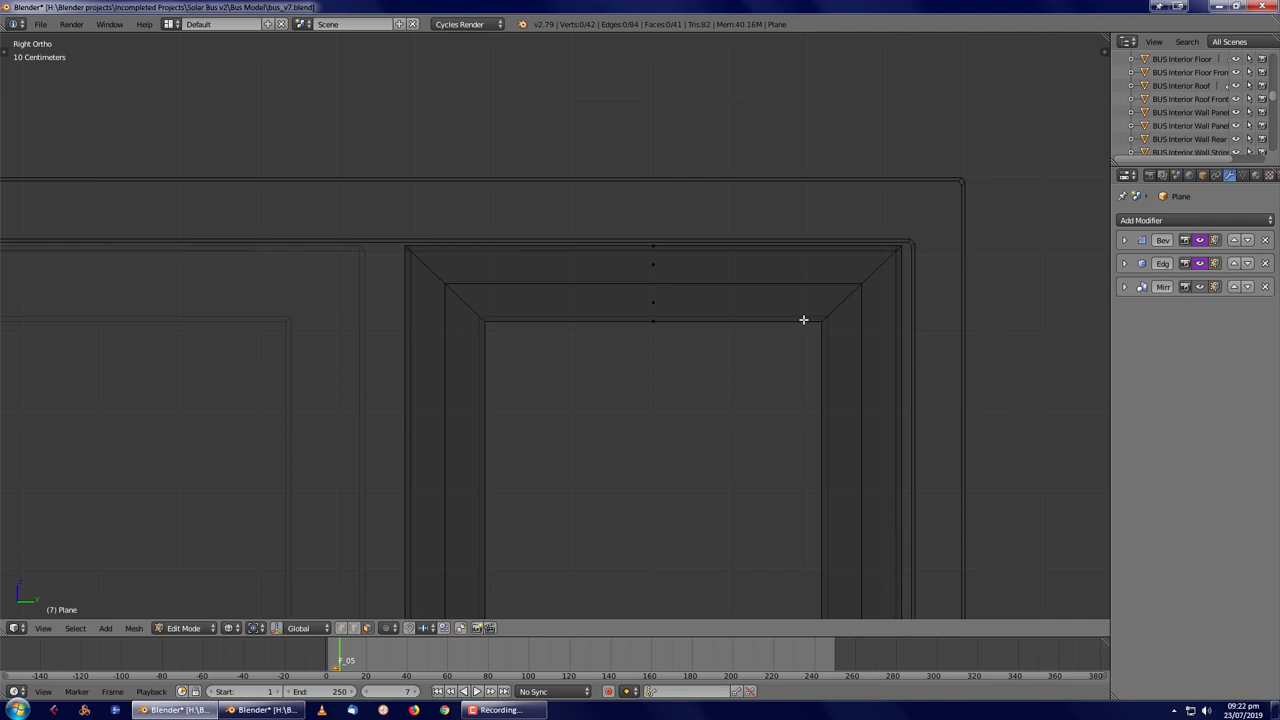 Blender* [H:\Blender projects\Incompleted Projects\Solar Bus v2\Bus Model\bus_v7.blend]
File Render Window Help Default Scene Cycles Render v2.79 | Verts:0/42 | Edges:0/84 | Faces:0/41 | Tris:82 | Mem:40.16M | Plane
View Search All Scenes
Right Ortho
10 Centimeters
BUS Interior Floor
BUS Interior Floor Fron
BUS Interior Roof
BUS Interior Roof Front
BUS Interior Wall Panel
BUS Interior Wall Panel
BUS Interior Wall Rear
BUS Interior Wall Strips
Plane
Add Modifier
Bev
Edg
Mirr
z
y
(7) Plane
View Select Add Mesh Edit Mode Global
F_05
-140 -120 -100 -80 -60 -40 -20 0 20 40 60 80 100 120 140 160 180 200 220 240 260 280 300 320 340 360 380
View Marker Frame Playback Start: 1 End: 250 7 No Sync
Blender* [H:\B... Blender* [H:\B... Recording...
09:22 pm
23/07/2019